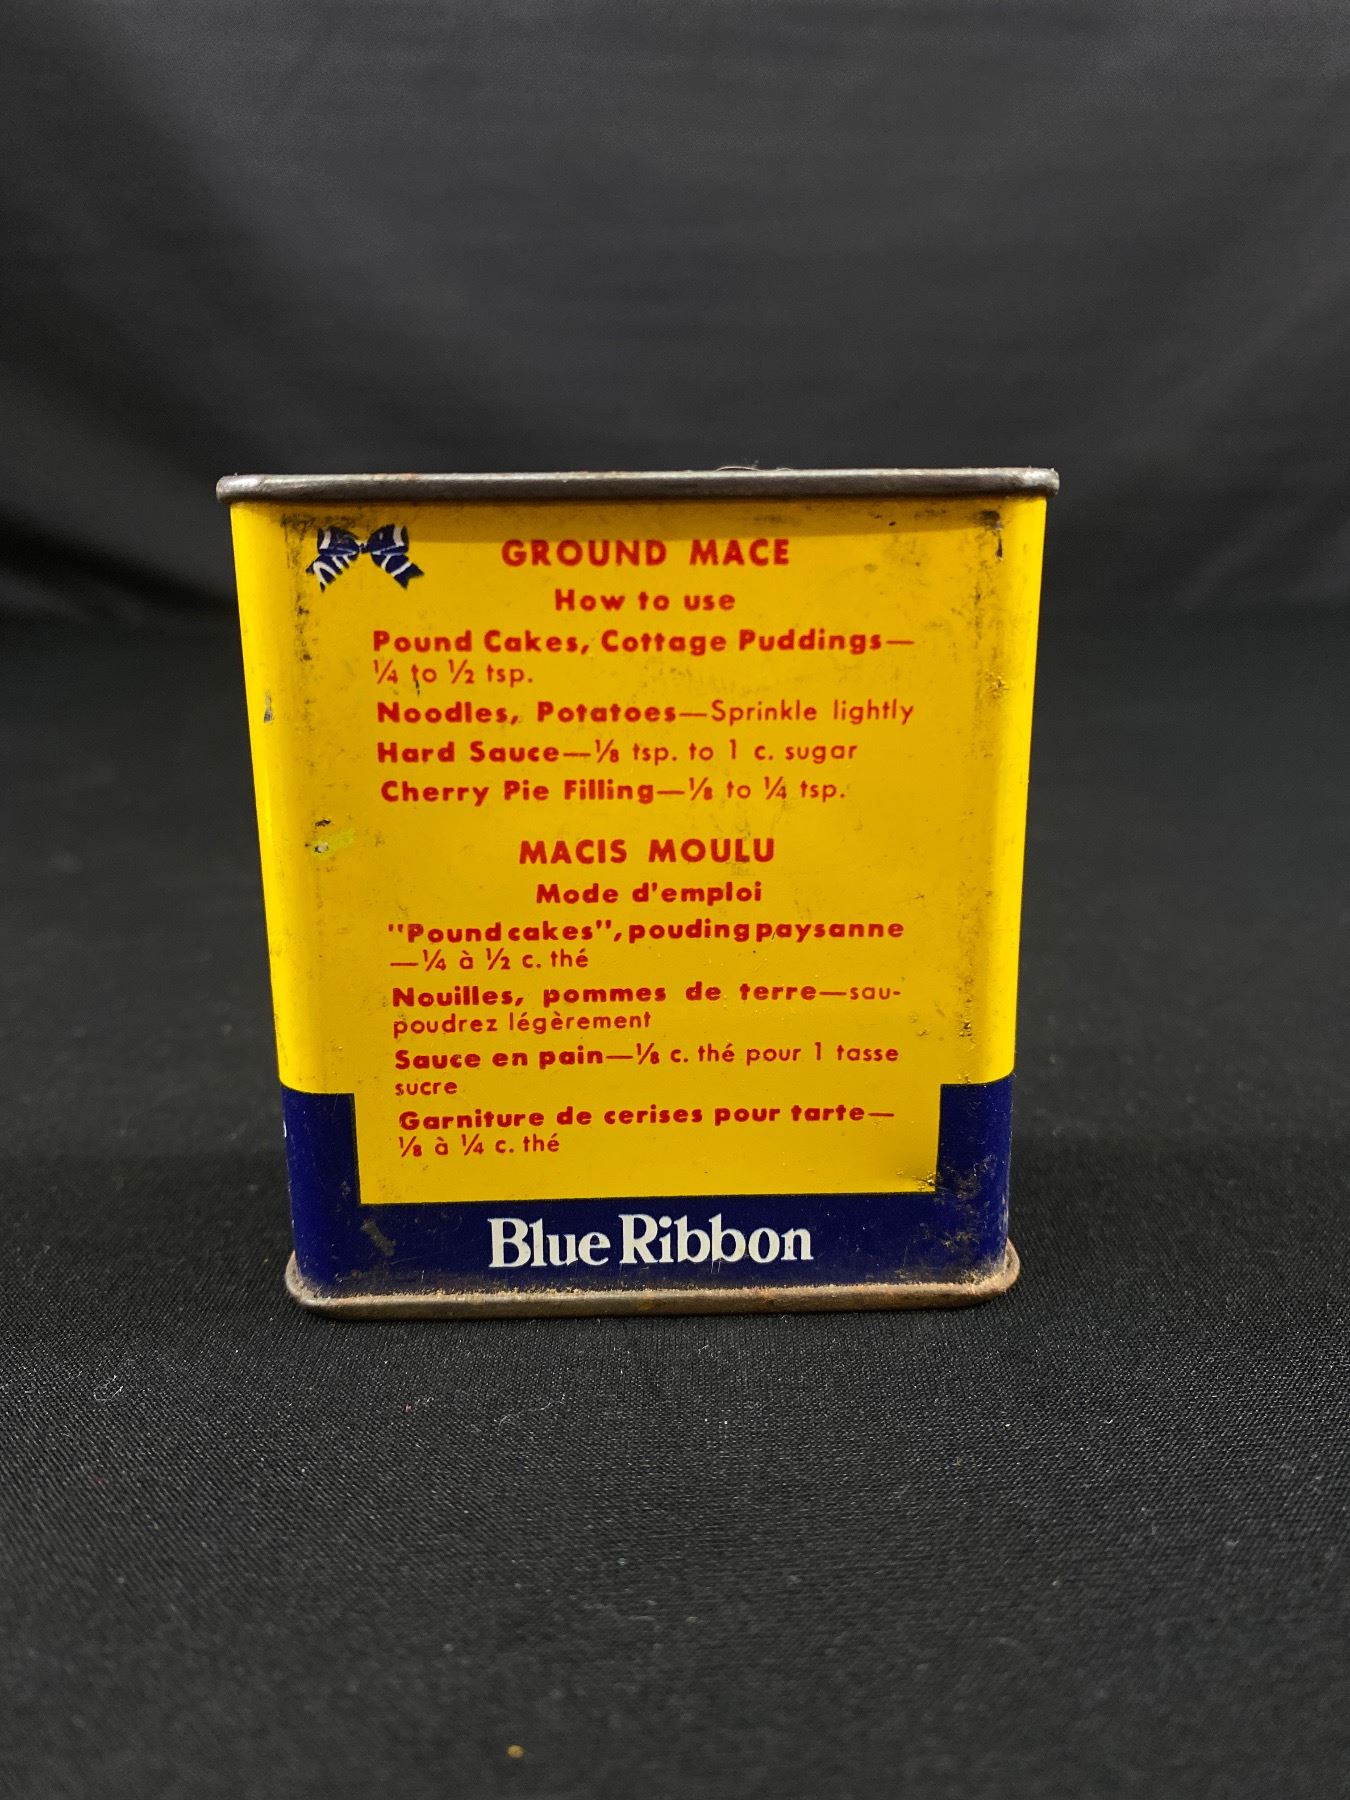 GROUND MACE
How to use
Pound Cakes, Cottage Puddings—
¼ to ½ tsp.
Noodles, Potatoes—Sprinkle lightly
Hard Sauce—⅛ tsp. to 1 c. sugar
Cherry Pie Filling—⅛ to ¼ tsp.
MACIS MOULU
Mode d'emploi
"Pound cakes", pouding paysanne
—¼ à ½ c. thé
Nouilles, pommes de terre—sau-
poudrez légèrement
Sauce en pain—⅛ c. thé pour 1 tasse
sucre
Garniture de cerises pour tarte—
⅛ à ¼ c. thé
Blue Ribbon